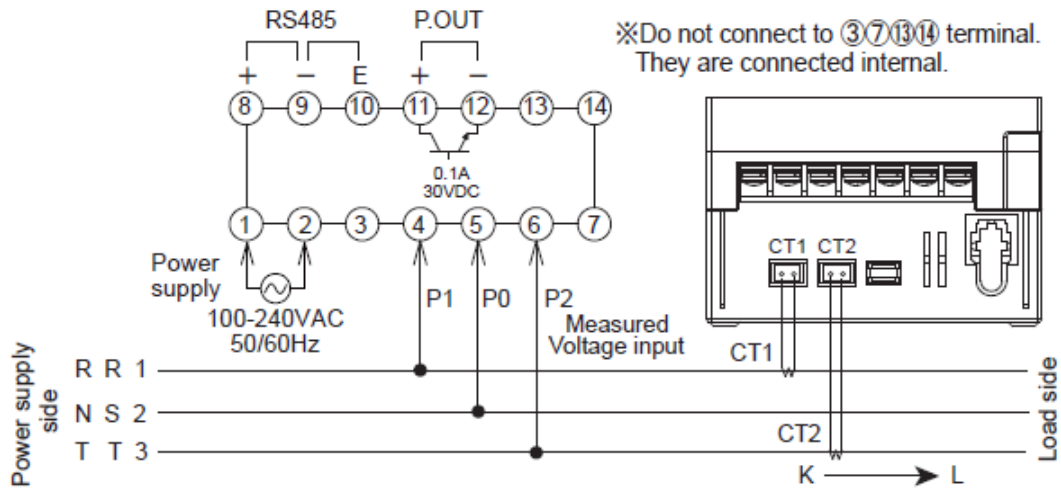 RS485
P.OUT
※Do not connect to ③⑦⑬⑭ terminal.
They are connected internal.
+ − E + −
8 9 10 11 12 13 14
0.1A
30VDC
1 2 3 4 5 6 7
Power
supply
100-240VAC
50/60Hz
P1 P0 P2
Measured
Voltage input
CT1 CT2
CT1
CT2
Power supply
side
R R 1
N S 2
T T 3
Load side
K L